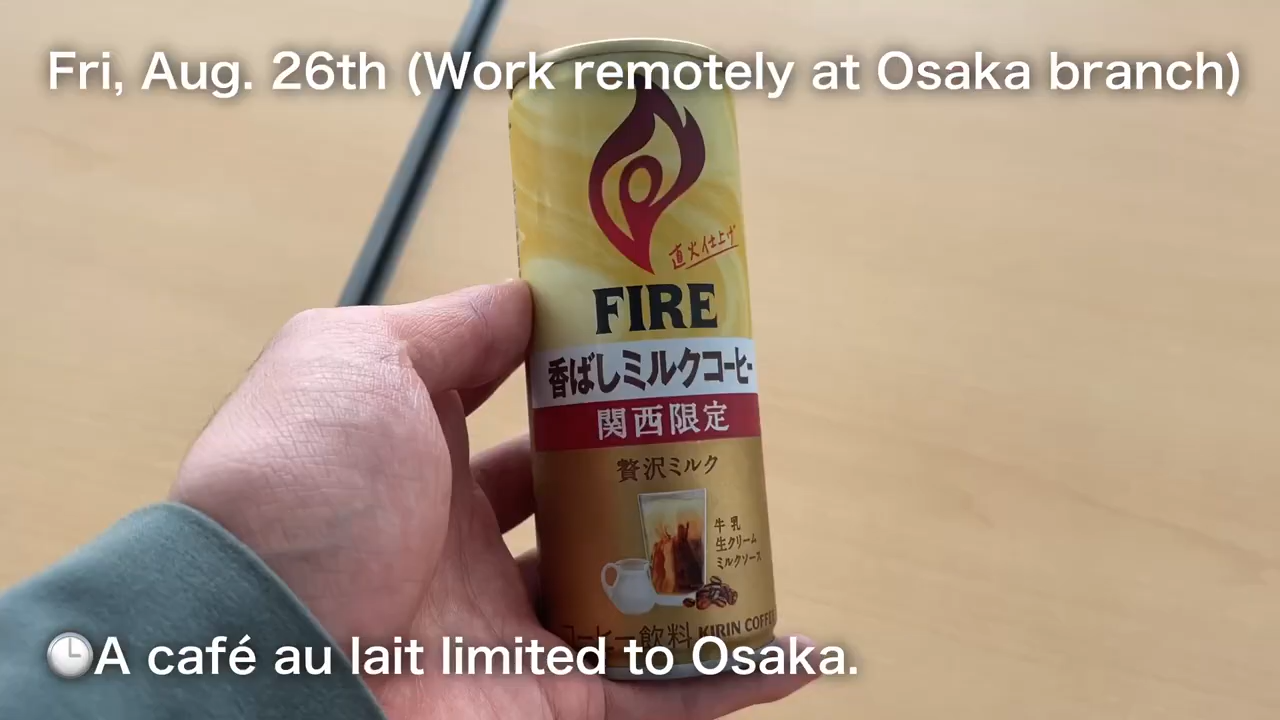 Fri, Aug. 26th (Work remotely at Osaka branch)
直火仕上げ
FIRE
香ばしミルクコーヒー
関西限定
贅沢ミルク
牛乳
生クリーム
ミルクソース
コーヒー飲料 KIRIN COFFEE
A café au lait limited to Osaka.